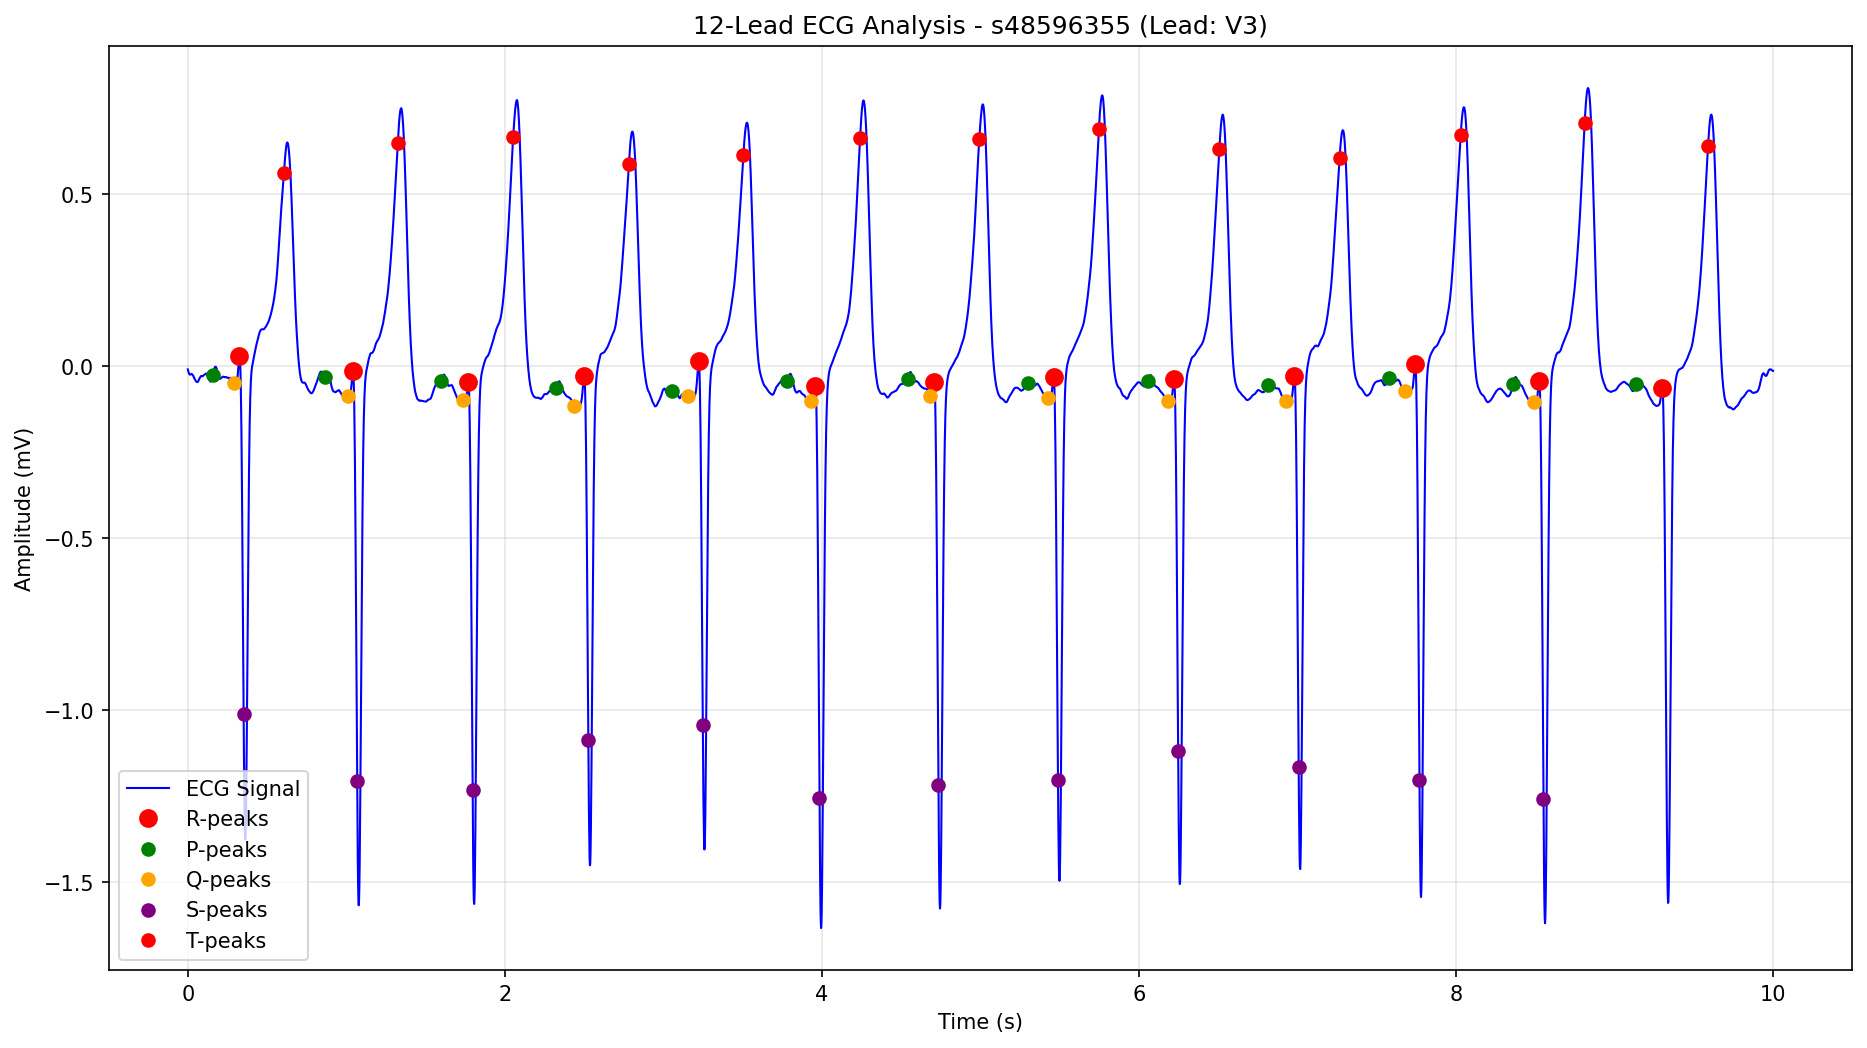 12-Lead ECG Analysis - s48596355 (Lead: V3)
Amplitude (mV)
0.5
0.0
−0.5
−1.0
−1.5
ECG Signal
R-peaks
P-peaks
Q-peaks
S-peaks
T-peaks
0 2 4 6 8 10
Time (s)